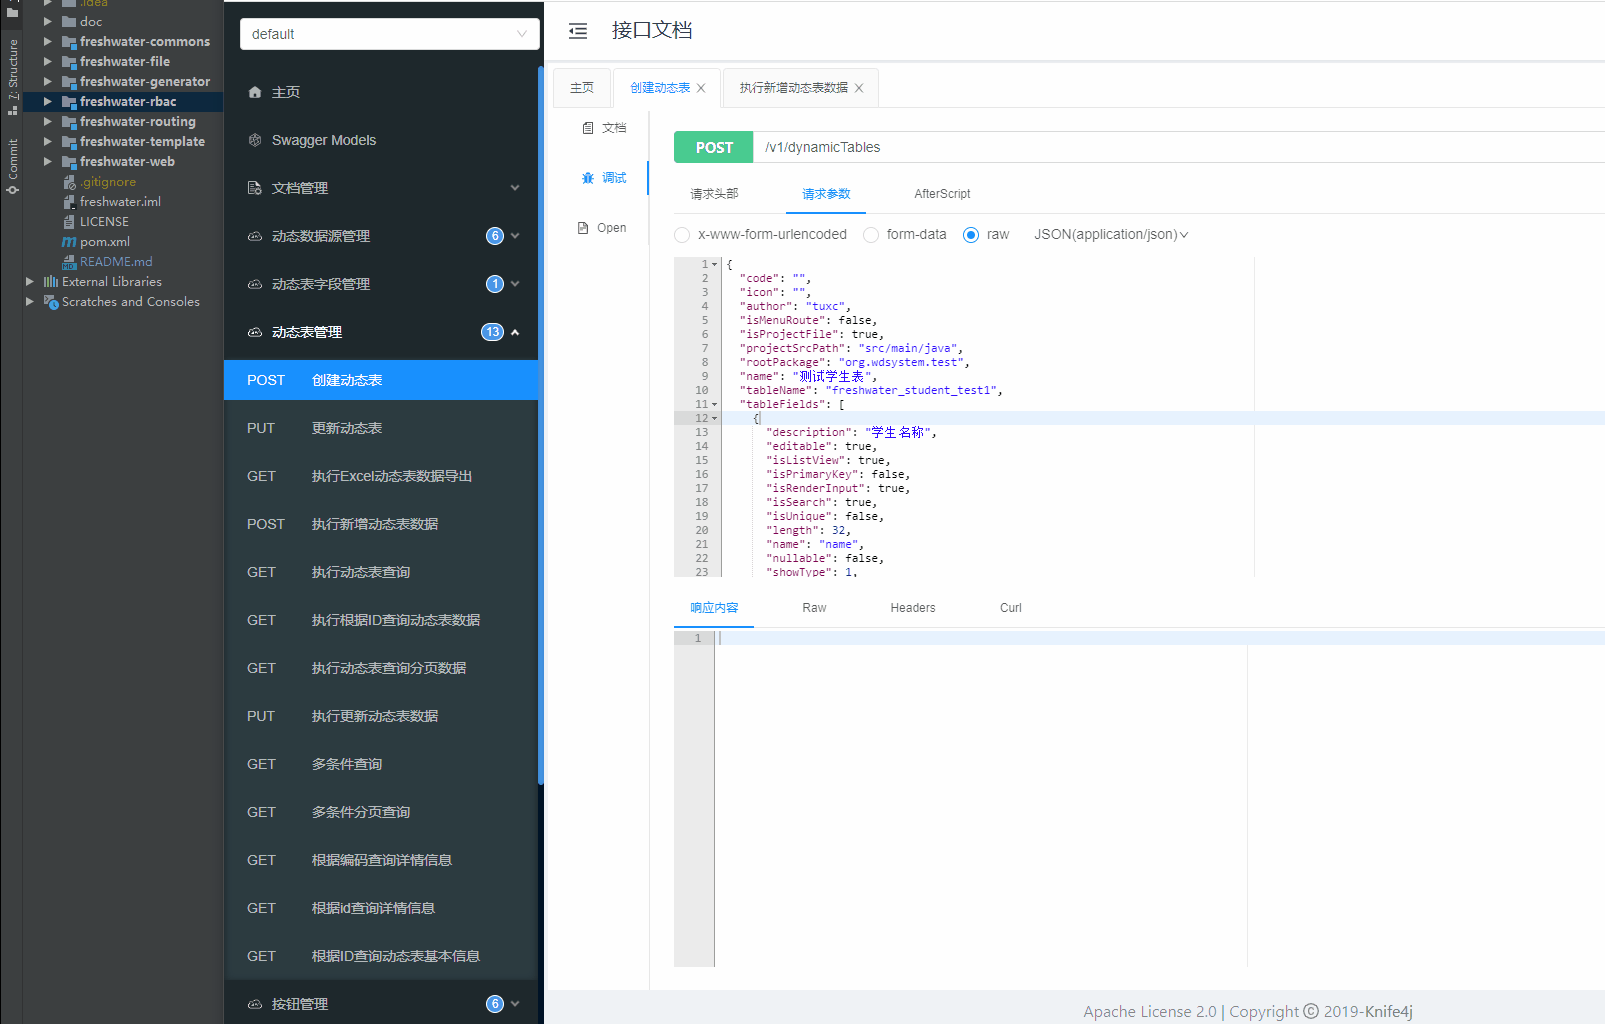 .idea
doc
freshwater-commons
freshwater-file
freshwater-generator
freshwater-rbac
freshwater-routing
freshwater-template
freshwater-web
.gitignore
freshwater.iml
LICENSE
pom.xml
README.md
External Libraries
Scratches and Consoles
Z: Structure
Commit
default
主页
Swagger Models
文档管理
动态数据源管理 6
动态表字段管理 1
动态表管理 13
POST 创建动态表
PUT 更新动态表
GET 执行Excel动态表数据导出
POST 执行新增动态表数据
GET 执行动态表查询
GET 执行根据ID查询动态表数据
GET 执行动态表查询分页数据
PUT 执行更新动态表数据
GET 多条件查询
GET 多条件分页查询
GET 根据编码查询详情信息
GET 根据id查询详情信息
GET 根据ID查询动态表基本信息
按钮管理 6
接口文档
主页 创建动态表 执行新增动态表数据
文档
调试
Open
POST /v1/dynamicTables
请求头部 请求参数 AfterScript
x-www-form-urlencoded form-data raw JSON(application/json)
1 {
2 "code": "",
3 "icon": "",
4 "author": "tuxc",
5 "isMenuRoute": false,
6 "isProjectFile": true,
7 "projectSrcPath": "src/main/java",
8 "rootPackage": "org.wdsystem.test",
9 "name": "测试学生表",
10 "tableName": "freshwater_student_test1",
11 "tableFields": [
12 {
13 "description": "学生名称",
14 "editable": true,
15 "isListView": true,
16 "isPrimaryKey": false,
17 "isRenderInput": true,
18 "isSearch": true,
19 "isUnique": false,
20 "length": 32,
21 "name": "name",
22 "nullable": false,
23 "showType": 1,
响应内容 Raw Headers Curl
1
Apache License 2.0 | Copyright © 2019-Knife4j